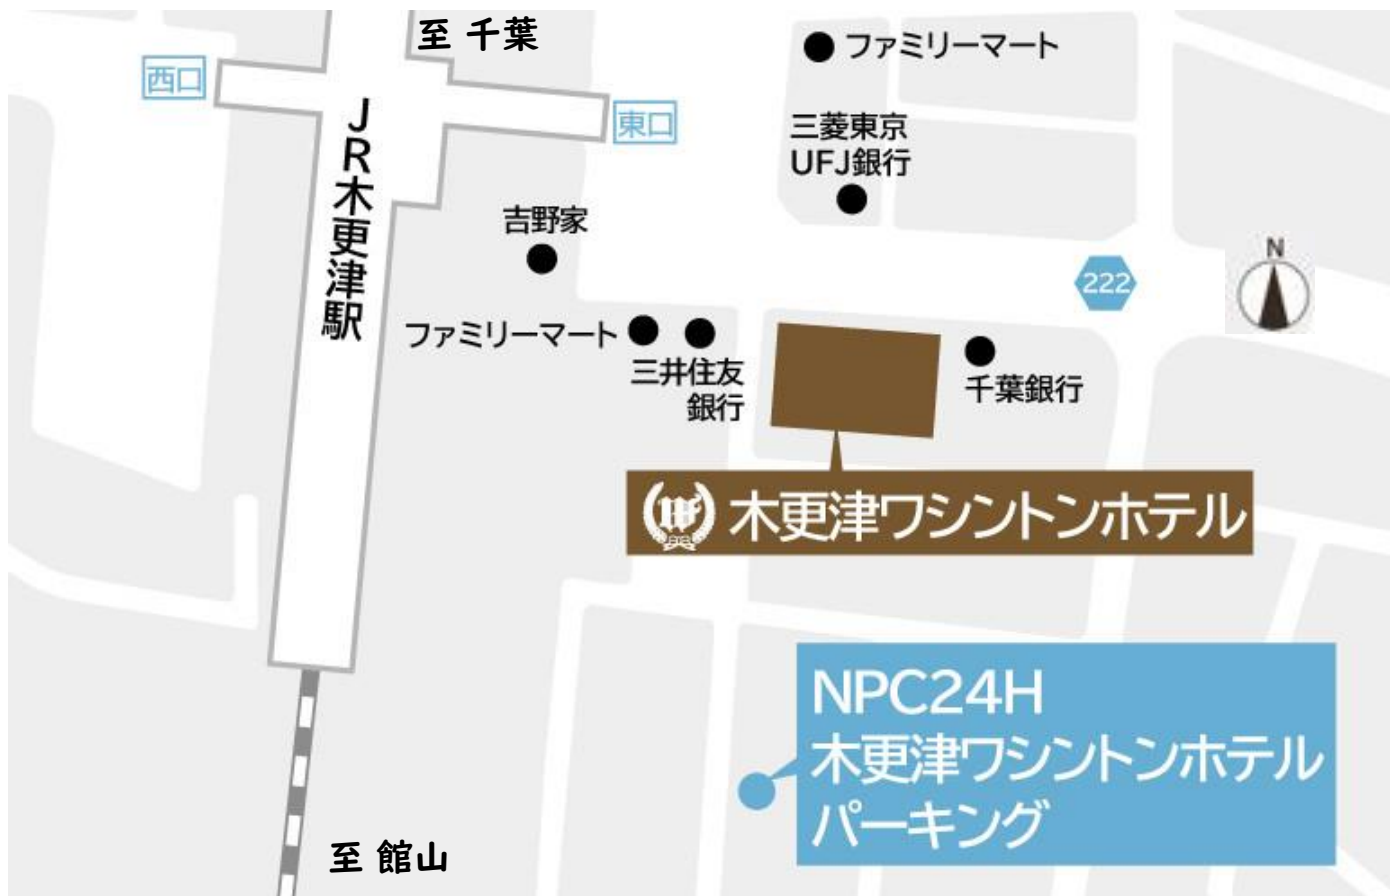 至 千葉
ファミリーマート
西口
東口
JR木更津駅
三菱東京
UFJ銀行
吉野家
N
222
ファミリーマート
三井住友
銀行
千葉銀行
木更津ワシントンホテル
NPC24H
木更津ワシントンホテル
パーキング
至 館山